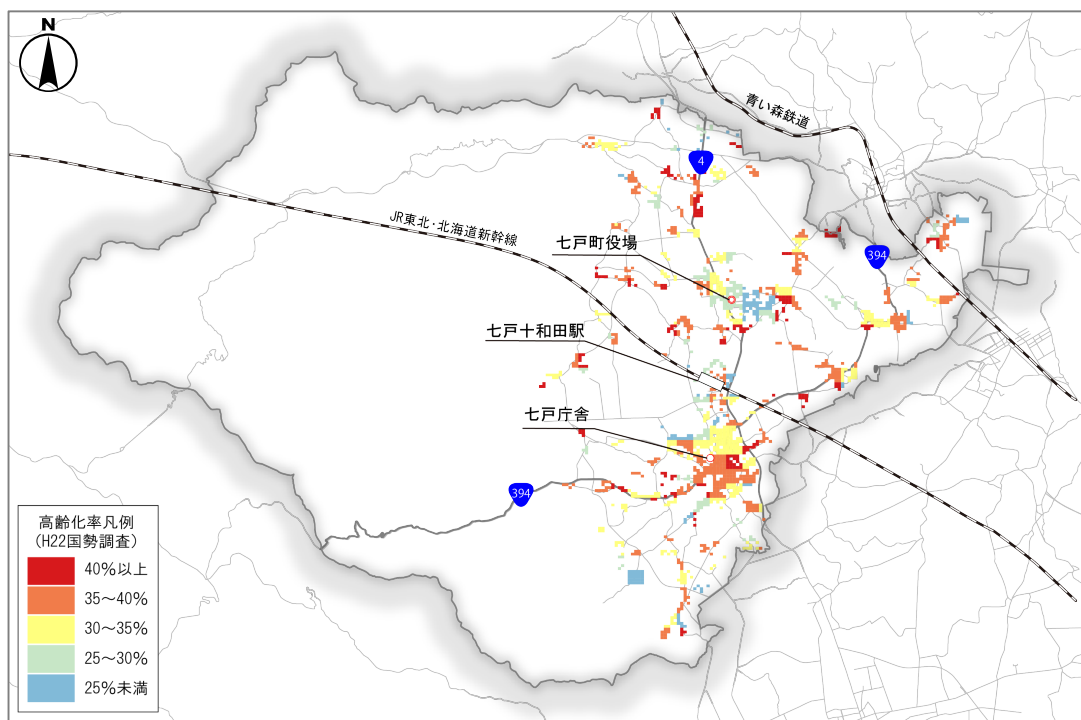 N
青い森鉄道
4
JR東北・北海道新幹線
七戸町役場
394
七戸十和田駅
七戸庁舎
394
高齢化率凡例
(H22国勢調査)
40%以上
35～40%
30～35%
25～30%
25%未満